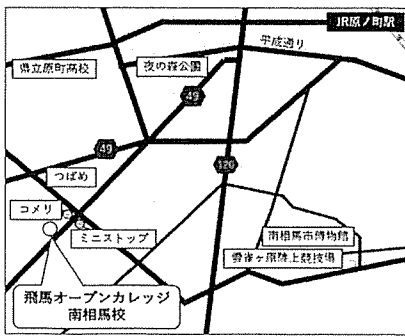 JR原ノ町駅
平成通り
夜の森公園
県立原町高校
49
49
120
つばめ
コメリ
ミニストップ
南相馬市博物館
雲雀ヶ原陸上競技場
飛馬オープンカレッジ
南相馬校